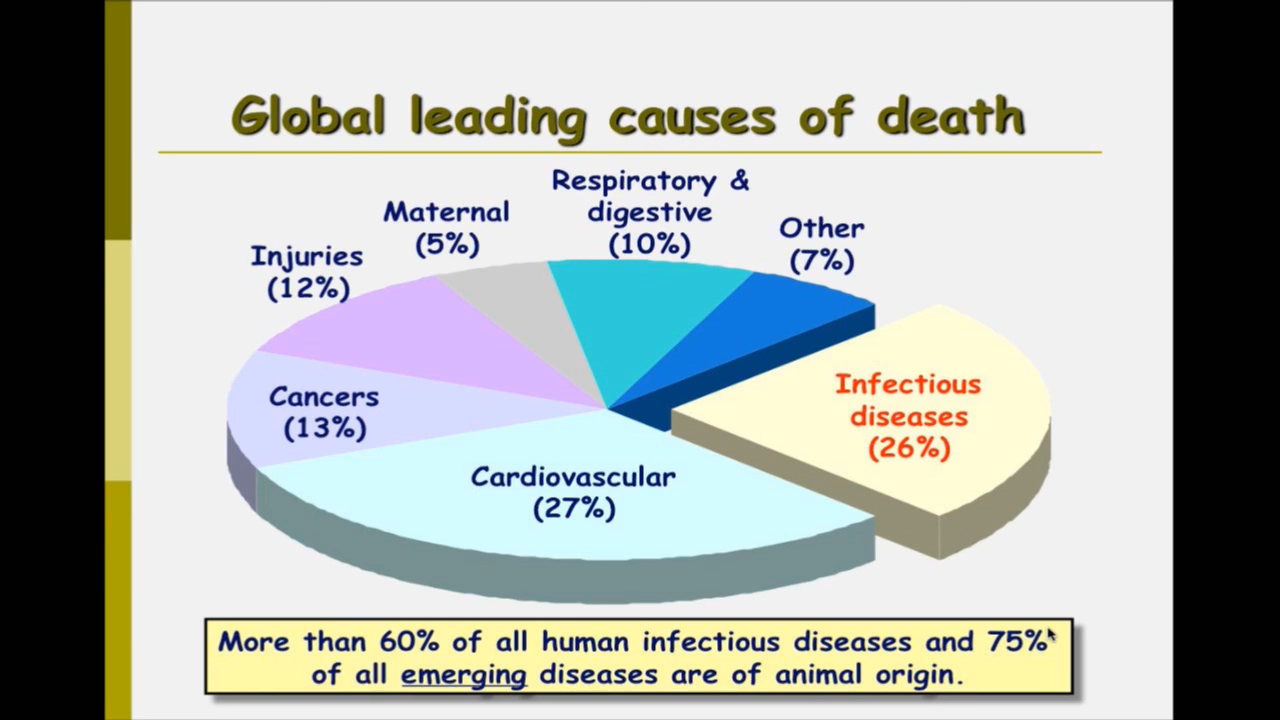 Global leading causes of death
Respiratory &
digestive
(10%)
Maternal
(5%)
Other
(7%)
Injuries
(12%)
Infectious
diseases
(26%)
Cancers
(13%)
Cardiovascular
(27%)
More than 60% of all human infectious diseases and 75%
of all emerging diseases are of animal origin.